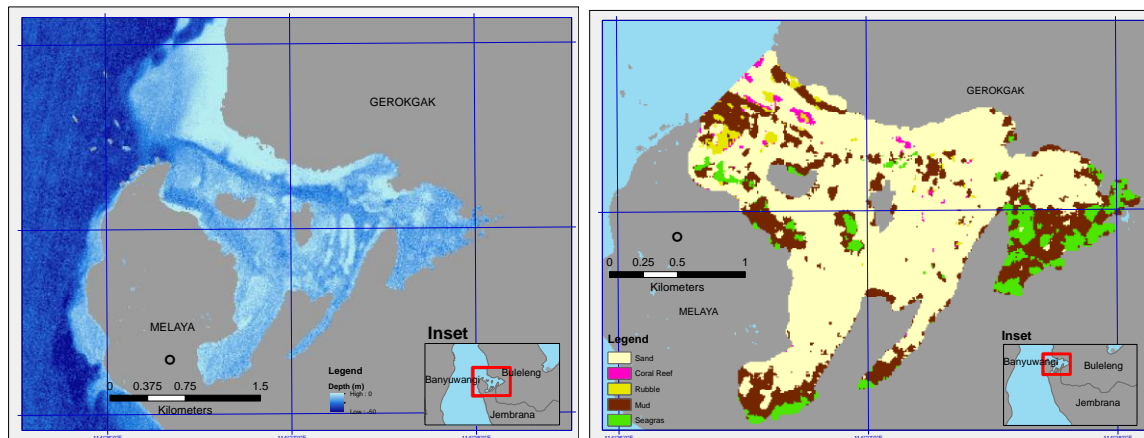 GEROKGAK
MELAYA
0 0.375 0.75 1.5
Kilometers
Legend
Depth (m)
High : 0
Low : -50
Inset
Banyuwangi
Buleleng
Jembrana
GEROKGAK
0 0.25 0.5 1
Kilometers
MELAYA
Legend
Sand
Coral Reef
Rubble
Mud
Seagras
Inset
Banyuwangi
Buleleng
Jembrana